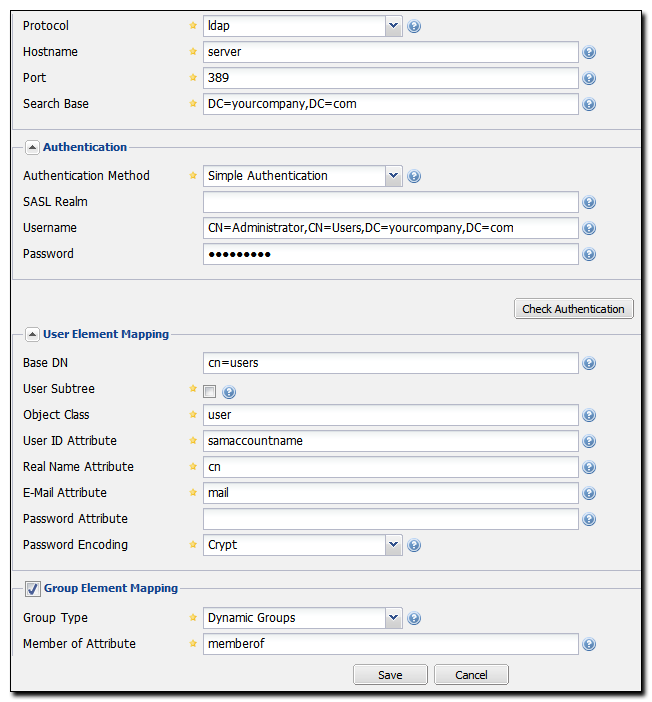 Protocol ldap
Hostname server
Port 389
Search Base DC=yourcompany,DC=com
Authentication
Authentication Method Simple Authentication
SASL Realm
Username CN=Administrator,CN=Users,DC=yourcompany,DC=com
Password ●●●●●●●●●
Check Authentication
User Element Mapping
Base DN cn=users
User Subtree
Object Class user
User ID Attribute samaccountname
Real Name Attribute cn
E-Mail Attribute mail
Password Attribute
Password Encoding Crypt
Group Element Mapping
Group Type Dynamic Groups
Member of Attribute memberof
Save Cancel